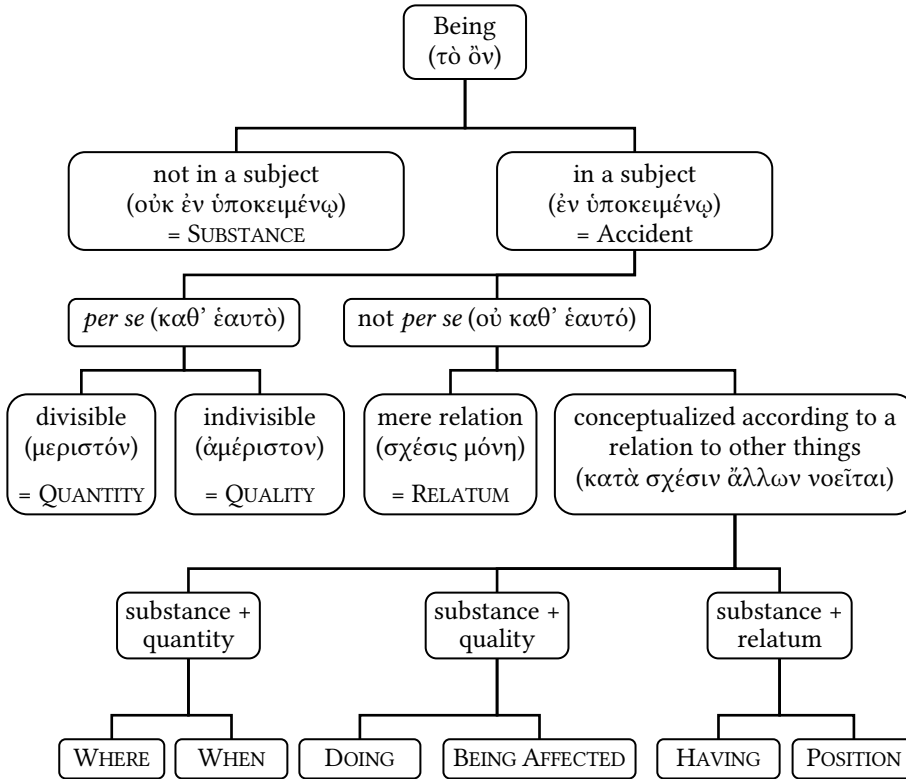 Being
(τὸ ὂν)
not in a subject
(οὐκ ἐν ὑποκειμένῳ)
= SUBSTANCE
in a subject
(ἐν ὑποκειμένῳ)
= Accident
per se (καθ’ ἑαυτὸ)
not per se (οὐ καθ’ ἑαυτό)
divisible
(μεριστόν)
= QUANTITY
indivisible
(ἀμέριστον)
= QUALITY
mere relation
(σχέσις μόνη)
= RELATUM
conceptualized according to a
relation to other things
(κατὰ σχέσιν ἄλλων νοεῖται)
substance +
quantity
substance +
quality
substance +
relatum
WHERE
WHEN
DOING
BEING AFFECTED
HAVING
POSITION